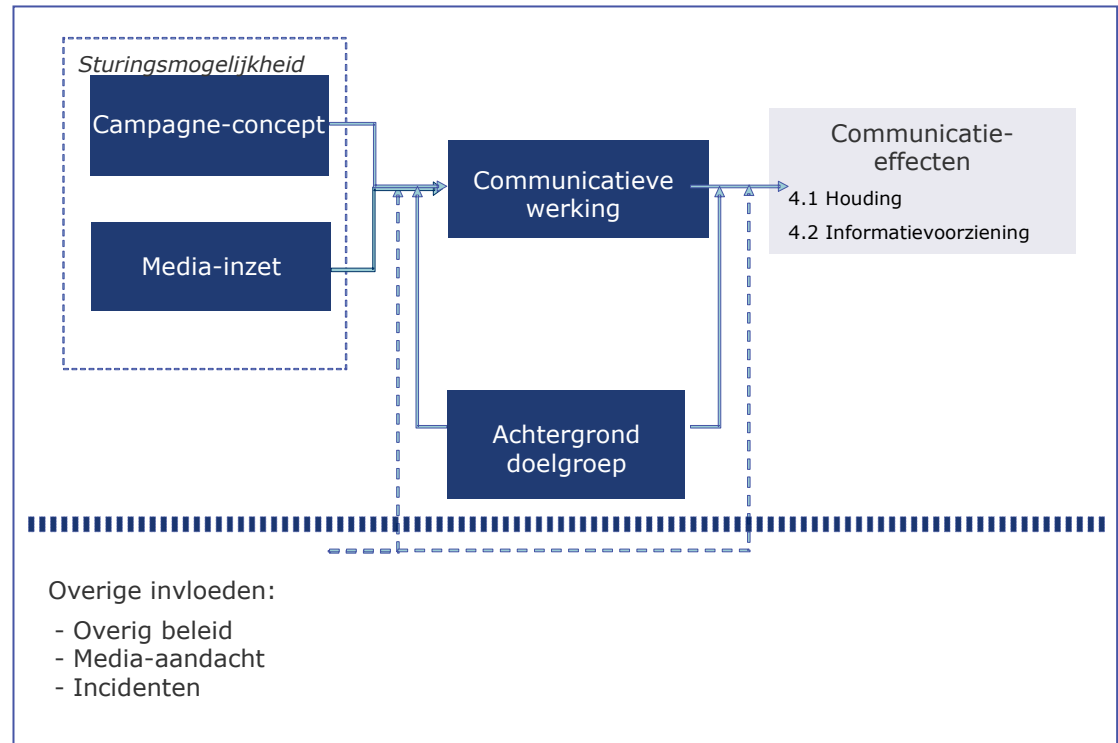 Sturingsmogelijkheid
Campagne-concept
Media-inzet
Communicatieve
werking
Communicatie-
effecten
4.1 Houding
4.2 Informatievoorziening
Achtergrond
doelgroep
Overige invloeden:
- Overig beleid
- Media-aandacht
- Incidenten